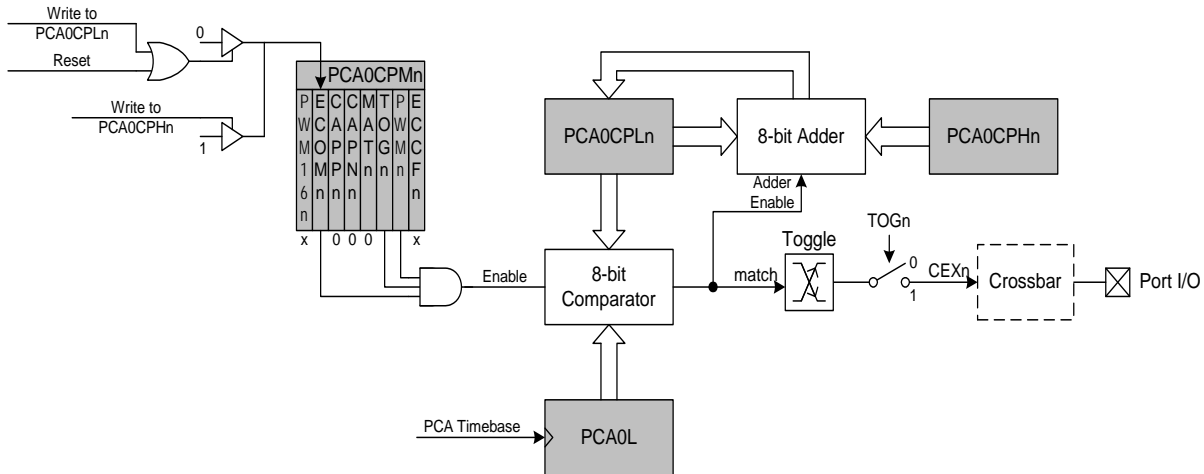 Write to
PCA0CPLn
Reset
0
Write to
PCA0CPHn
1
PCA0CPMn
PWM16n
ECOMn
CAPPn
CAPNn
MATn
TOGn
PWMn
ECCFn
x
0 0 0
x
Enable
PCA0CPLn
8-bit Adder
PCA0CPHn
Adder
Enable
TOGn
Toggle
8-bit
Comparator
match
0
1
CEXn
Crossbar
Port I/O
PCA Timebase
PCA0L